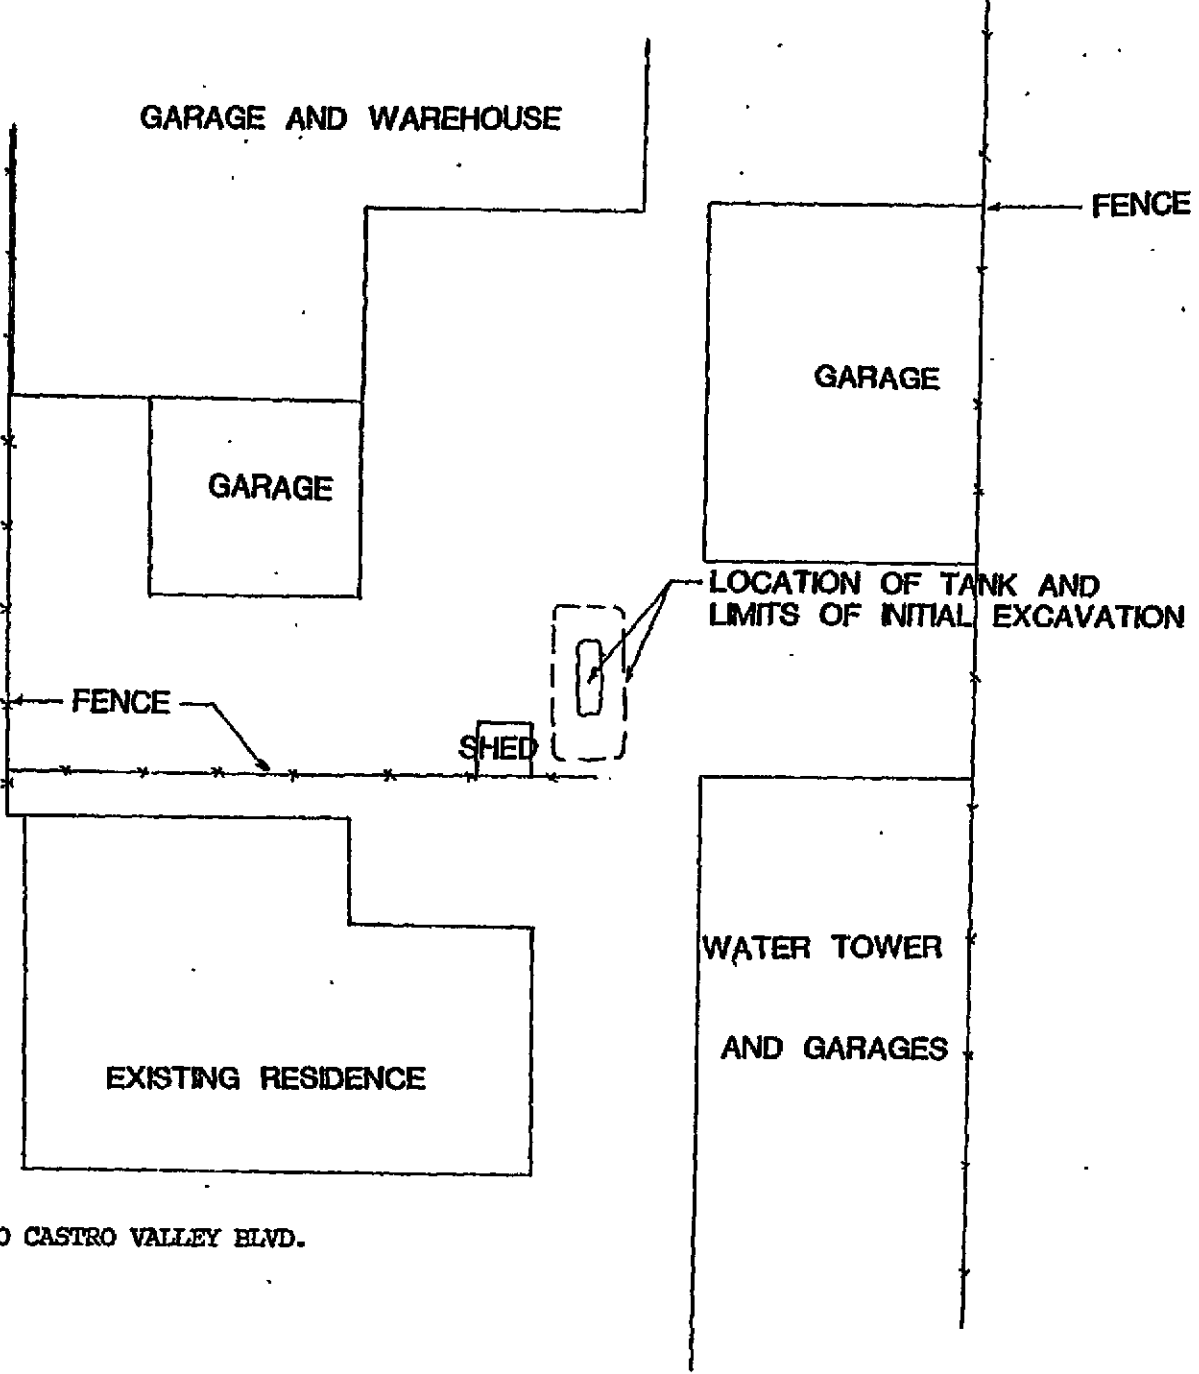 GARAGE AND WAREHOUSE
FENCE
GARAGE
GARAGE
LOCATION OF TANK AND
LIMITS OF INITIAL EXCAVATION
FENCE
SHED
WATER TOWER
AND GARAGES
EXISTING RESIDENCE
CASTRO VALLEY BLVD.